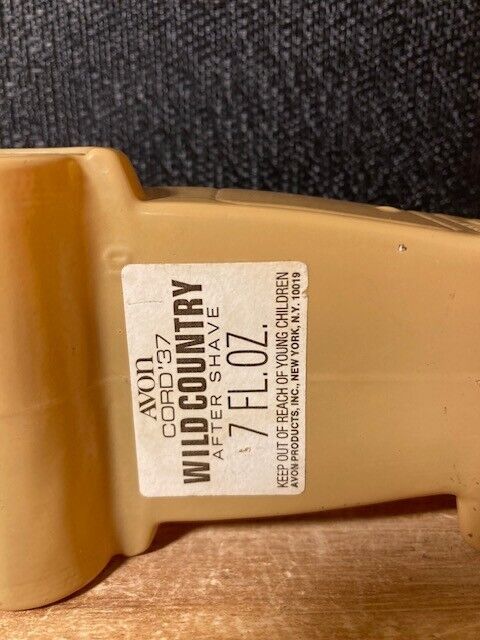 AVON
CORD '37
WILD COUNTRY
AFTER SHAVE
7 FL. OZ.
KEEP OUT OF REACH OF YOUNG CHILDREN
AVON PRODUCTS, INC., NEW YORK, N.Y. 10019